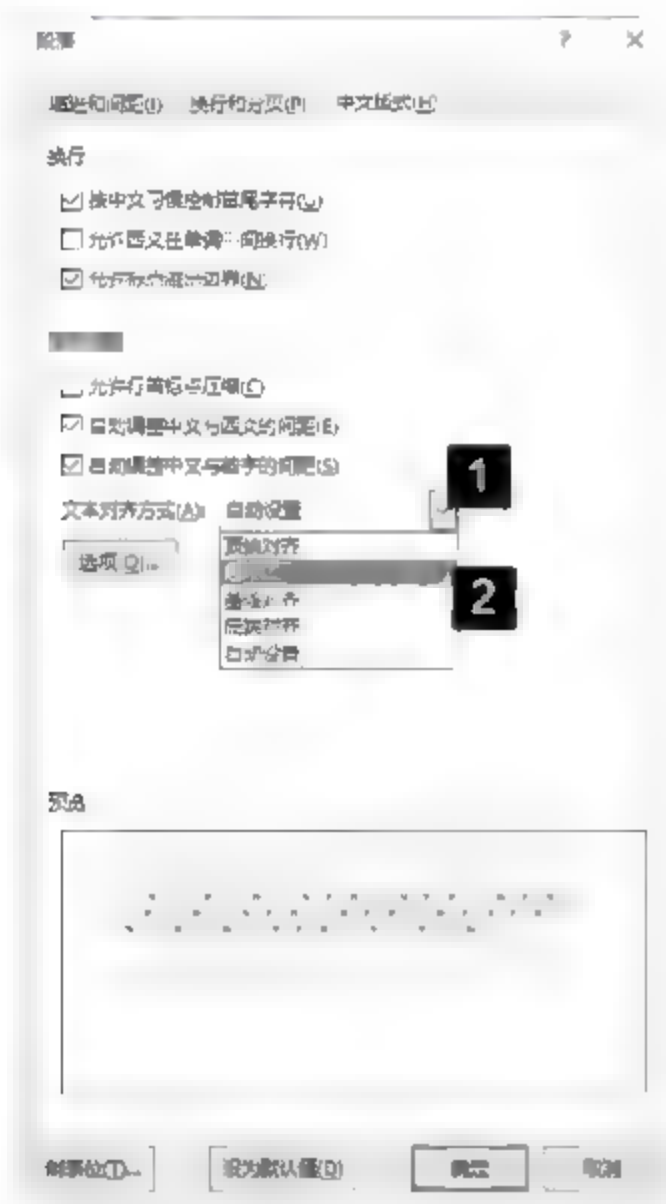 段落 ? ×
缩进和间距(I) 换行和分页(P) 中文版式(H)
换行
按中文习惯控制首尾字符(U)
允许西文在单词中间换行(W)
允许标点溢出边界(N)
允许行首标点压缩(C)
自动调整中文与西文的间距(E)
自动调整中文与数字的间距(S)
1
文本对齐方式(A): 自动设置
选项(O)...
顶端对齐
2
基线对齐
底端对齐
自动设置
预览
制表位(T)... 设为默认值(D) 确定 取消